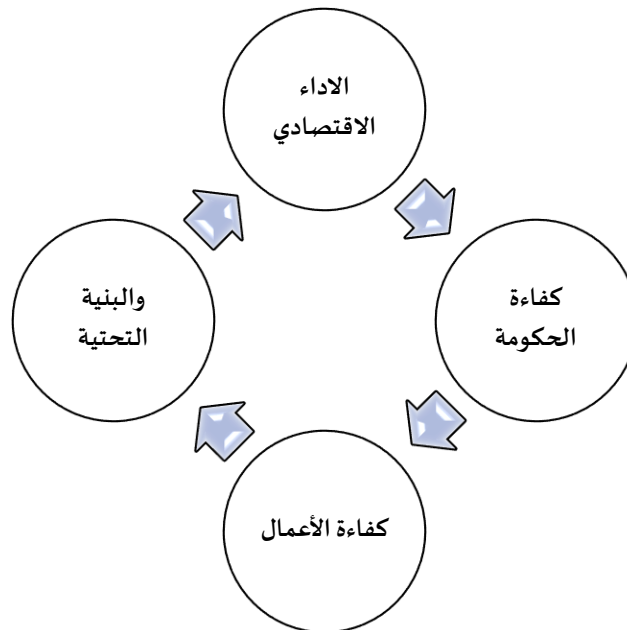 الاداء
الاقتصادي
كفاءة
الحكومة
كفاءة الأعمال
والبنية
التحتية